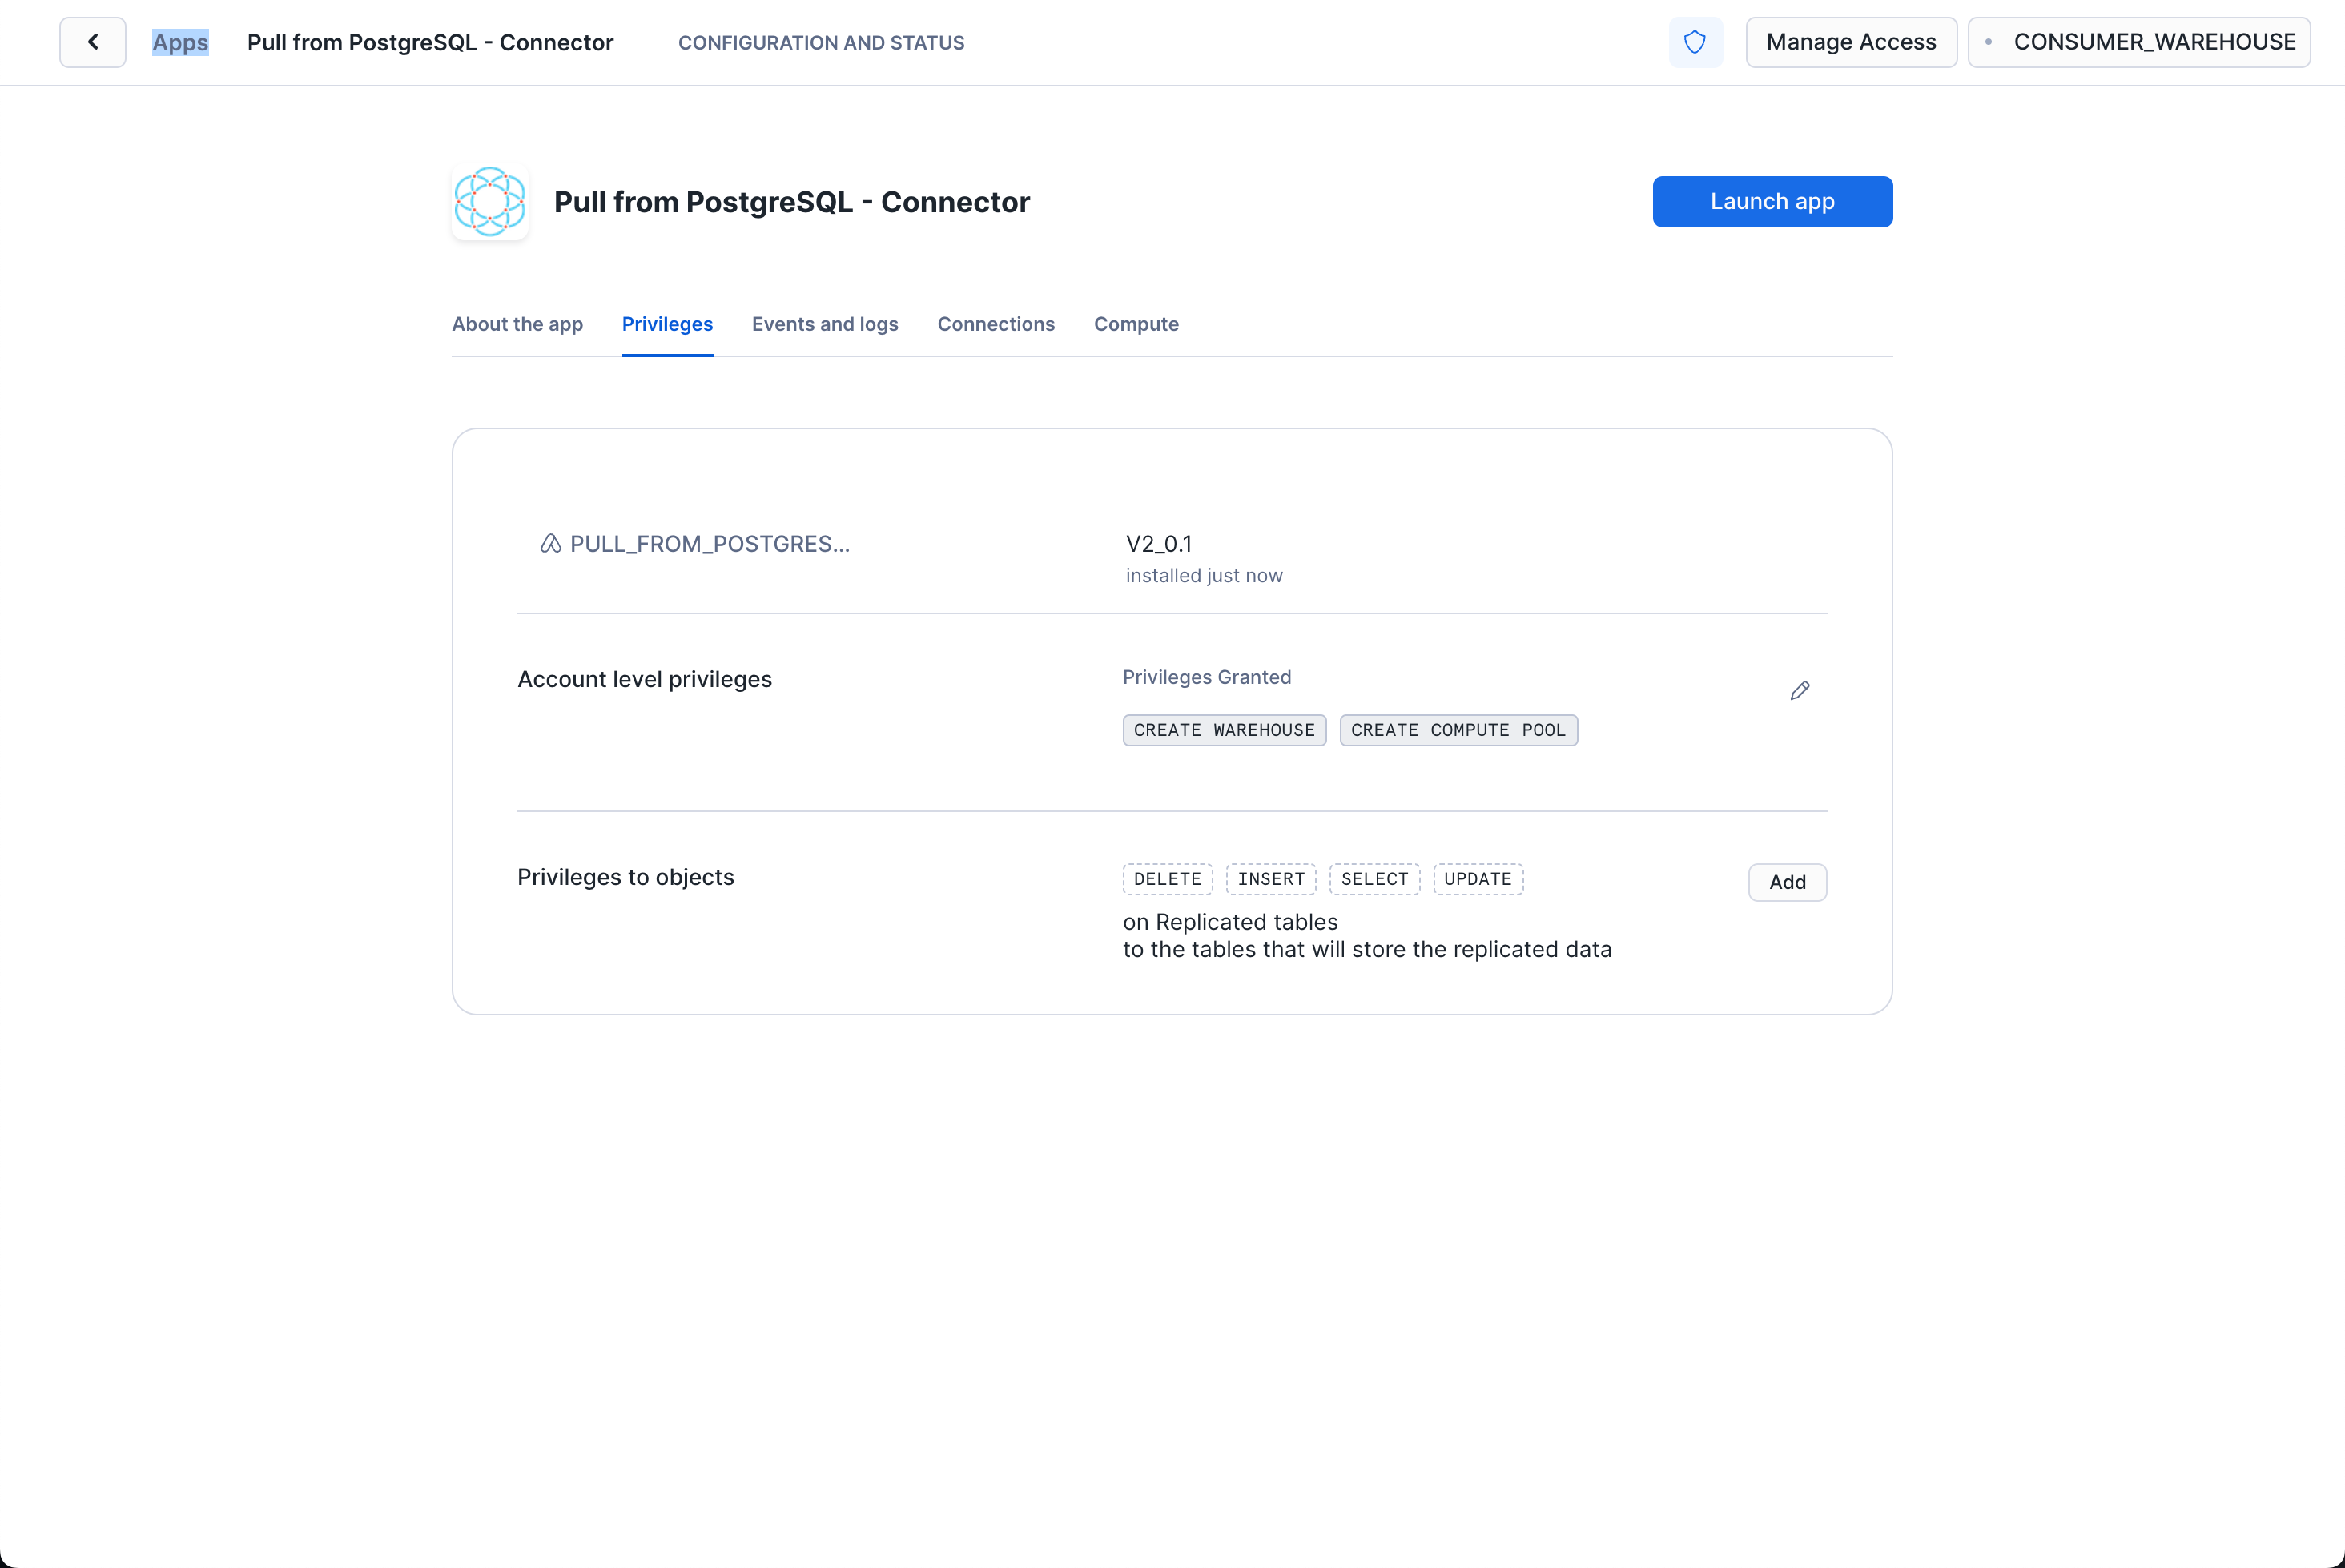 Apps Pull from PostgreSQL - Connector CONFIGURATION AND STATUS Manage Access CONSUMER_WAREHOUSE
Pull from PostgreSQL - Connector Launch app
About the app Privileges Events and logs Connections Compute
PULL_FROM_POSTGRES... V2_0.1
installed just now
Account level privileges Privileges Granted
CREATE WAREHOUSE CREATE COMPUTE POOL
Privileges to objects DELETE INSERT SELECT UPDATE Add
on Replicated tables
to the tables that will store the replicated data